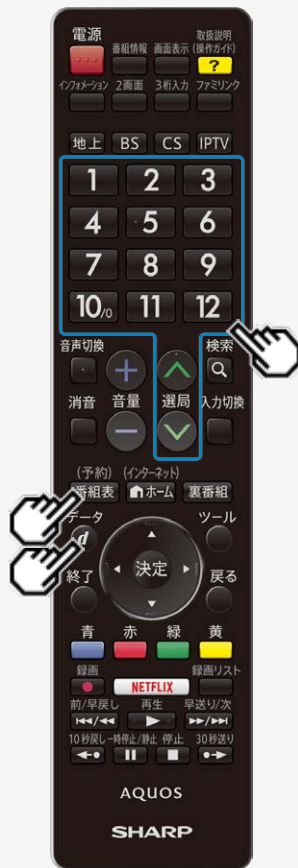 電源
番組情報 画面表示 取扱説明(操作ガイド)
?
インフォメーション 2画面 3桁入力 ファミリンク
地上 BS CS IPTV
1 2 3
4 5 6
7 8 9
10/0 11 12
音声切換 検索
+
消音 音量 選局 入力切換
−
(予約) (インターネット)
番組表 ホーム 裏番組
データ ツール
d
終了 決定 戻る
青 赤 緑 黄
録画 NETFLIX 録画リスト
前/早戻し 再生 早送り/次
10秒戻し 一時停止/静止 停止 30秒送り
AQUOS
SHARP